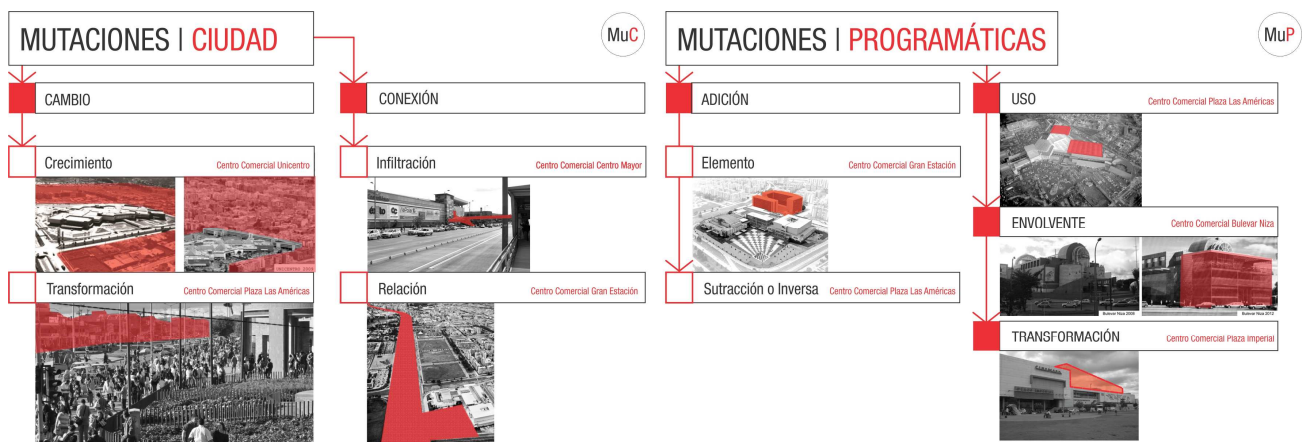 MUTACIONES | CIUDAD
MuC
CAMBIO
CONEXIÓN
Crecimiento
Centro Comercial Unicentro
Infiltración
Centro Comercial Centro Mayor
Transformación
Centro Comercial Plaza Las Américas
Relación
Centro Comercial Gran Estación
MUTACIONES | PROGRAMÁTICAS
MuP
ADICIÓN
USO
Centro Comercial Plaza Las Américas
Elemento
Centro Comercial Gran Estación
ENVOLVENTE
Centro Comercial Bulevar Niza
Bulevar Niza 2012
Sutracción o Inversa
Centro Comercial Plaza Las Américas
TRANSFORMACIÓN
Centro Comercial Plaza Imperial